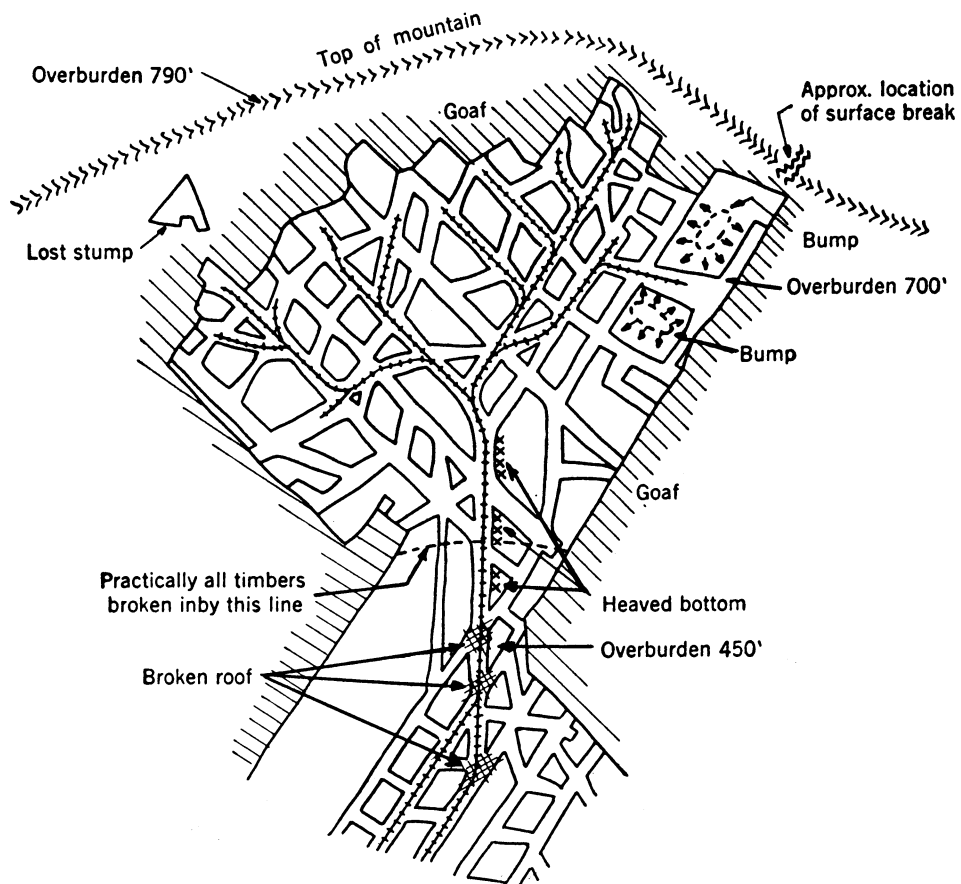 Top of mountain
Overburden 790'
Approx. location
of surface break
Goaf
Lost stump
Bump
Overburden 700'
Bump
Goaf
Practically all timbers
broken inby this line
Heaved bottom
Overburden 450'
Broken roof